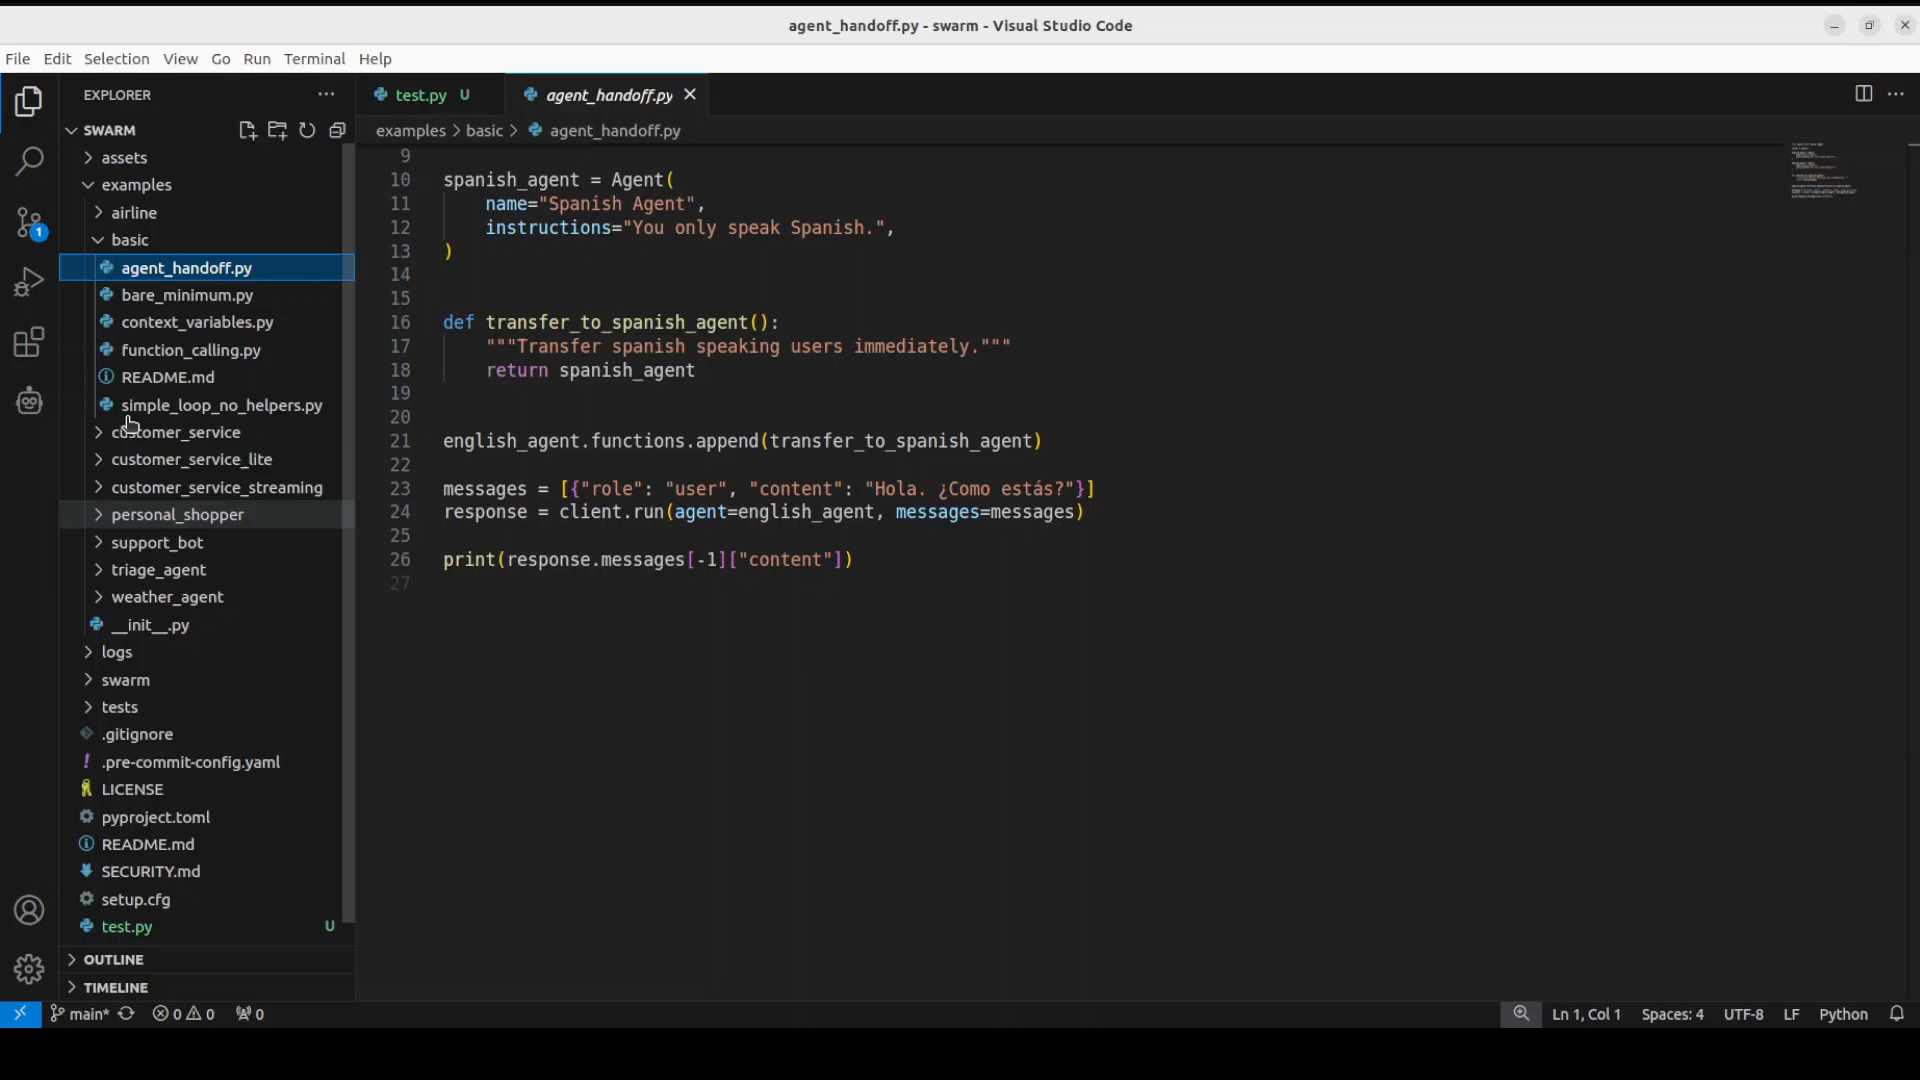 agent_handoff.py - swarm - Visual Studio Code
File Edit Selection View Go Run Terminal Help
EXPLORER
SWARM
assets
examples
airline
basic
agent_handoff.py
bare_minimum.py
context_variables.py
function_calling.py
README.md
simple_loop_no_helpers.py
customer_service
customer_service_lite
customer_service_streaming
personal_shopper
support_bot
triage_agent
weather_agent
__init__.py
logs
swarm
tests
.gitignore
.pre-commit-config.yaml
LICENSE
pyproject.toml
README.md
SECURITY.md
setup.cfg
test.py U
OUTLINE
TIMELINE
1
test.py U agent_handoff.py
examples > basic > agent_handoff.py
9
10 spanish_agent = Agent(
11 name="Spanish Agent",
12 instructions="You only speak Spanish.",
13 )
14
15
16 def transfer_to_spanish_agent():
17 """Transfer spanish speaking users immediately."""
18 return spanish_agent
19
20
21 english_agent.functions.append(transfer_to_spanish_agent)
22
23 messages = [{"role": "user", "content": "Hola. ¿Como estás?"}]
24 response = client.run(agent=english_agent, messages=messages)
25
26 print(response.messages[-1]["content"])
27
main* 0 0 0 Ln 1, Col 1 Spaces: 4 UTF-8 LF Python